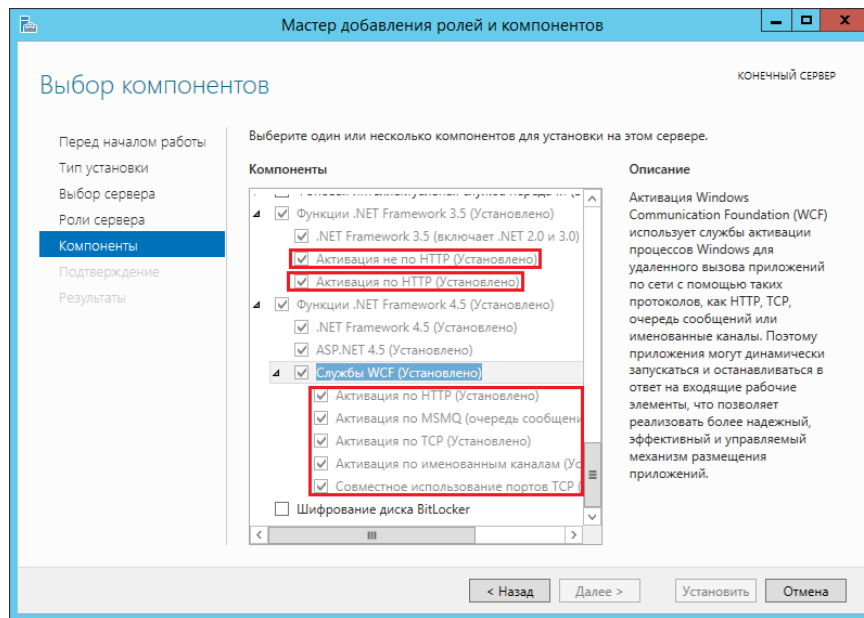 Мастер добавления ролей и компонентов
Выбор компонентов
КОНЕЧНЫЙ СЕРВЕР
Перед началом работы
Тип установки
Выбор сервера
Роли сервера
Компоненты
Подтверждение
Результаты
Выберите один или несколько компонентов для установки на этом сервере.
Компоненты
Функции .NET Framework 3.5 (Установлено)
.NET Framework 3.5 (включает .NET 2.0 и 3.0)
Активация не по HTTP (Установлено)
Активация по HTTP (Установлено)
Функции .NET Framework 4.5 (Установлено)
.NET Framework 4.5 (Установлено)
ASP.NET 4.5 (Установлено)
Службы WCF (Установлено)
Активация по HTTP (Установлено)
Активация по MSMQ (очередь сообщени
Активация по TCP (Установлено)
Активация по именованным каналам (Ус
Совместное использование портов TCP (
Шифрование диска BitLocker
Описание
Активация Windows
Communication Foundation (WCF)
использует службы активации
процессов Windows для
удаленного вызова приложений
по сети с помощью таких
протоколов, как HTTP, TCP,
очередь сообщений или
именованные каналы. Поэтому
приложения могут динамически
запускаться и останавливаться в
ответ на входящие рабочие
элементы, что позволяет
реализовать более надежный,
эффективный и управляемый
механизм размещения
приложений.
< Назад
Далее >
Установить
Отмена